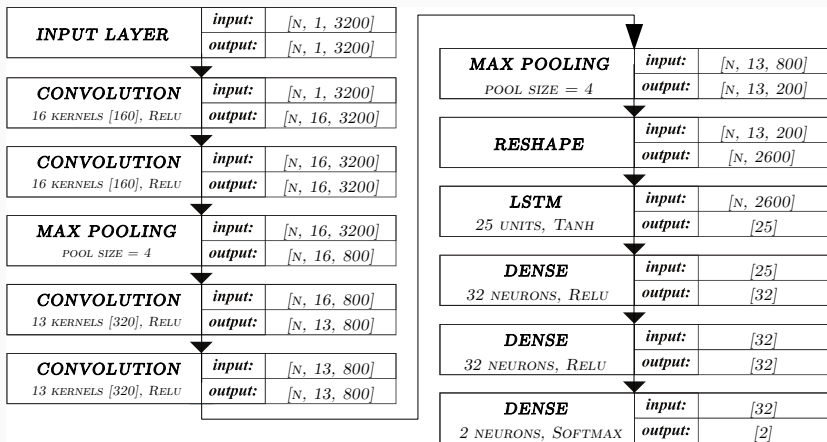 INPUT LAYER
input: [N, 1, 3200]
output: [N, 1, 3200]
CONVOLUTION
16 KERNELS [160], RELU
input: [N, 1, 3200]
output: [N, 16, 3200]
CONVOLUTION
16 KERNELS [160], RELU
input: [N, 16, 3200]
output: [N, 16, 3200]
MAX POOLING
POOL SIZE = 4
input: [N, 16, 3200]
output: [N, 16, 800]
CONVOLUTION
13 KERNELS [320], RELU
input: [N, 16, 800]
output: [N, 13, 800]
CONVOLUTION
13 KERNELS [320], RELU
input: [N, 13, 800]
output: [N, 13, 800]
MAX POOLING
POOL SIZE = 4
input: [N, 13, 800]
output: [N, 13, 200]
RESHAPE
input: [N, 13, 200]
output: [N, 2600]
LSTM
25 UNITS, TANH
input: [N, 2600]
output: [25]
DENSE
32 NEURONS, RELU
input: [25]
output: [32]
DENSE
32 NEURONS, RELU
input: [32]
output: [32]
DENSE
2 NEURONS, SOFTMAX
input: [32]
output: [2]